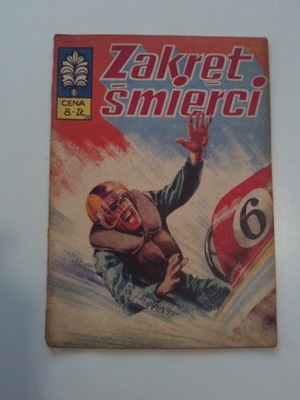 Zakręt
śmierci
CENA
8.-ZŁ
6